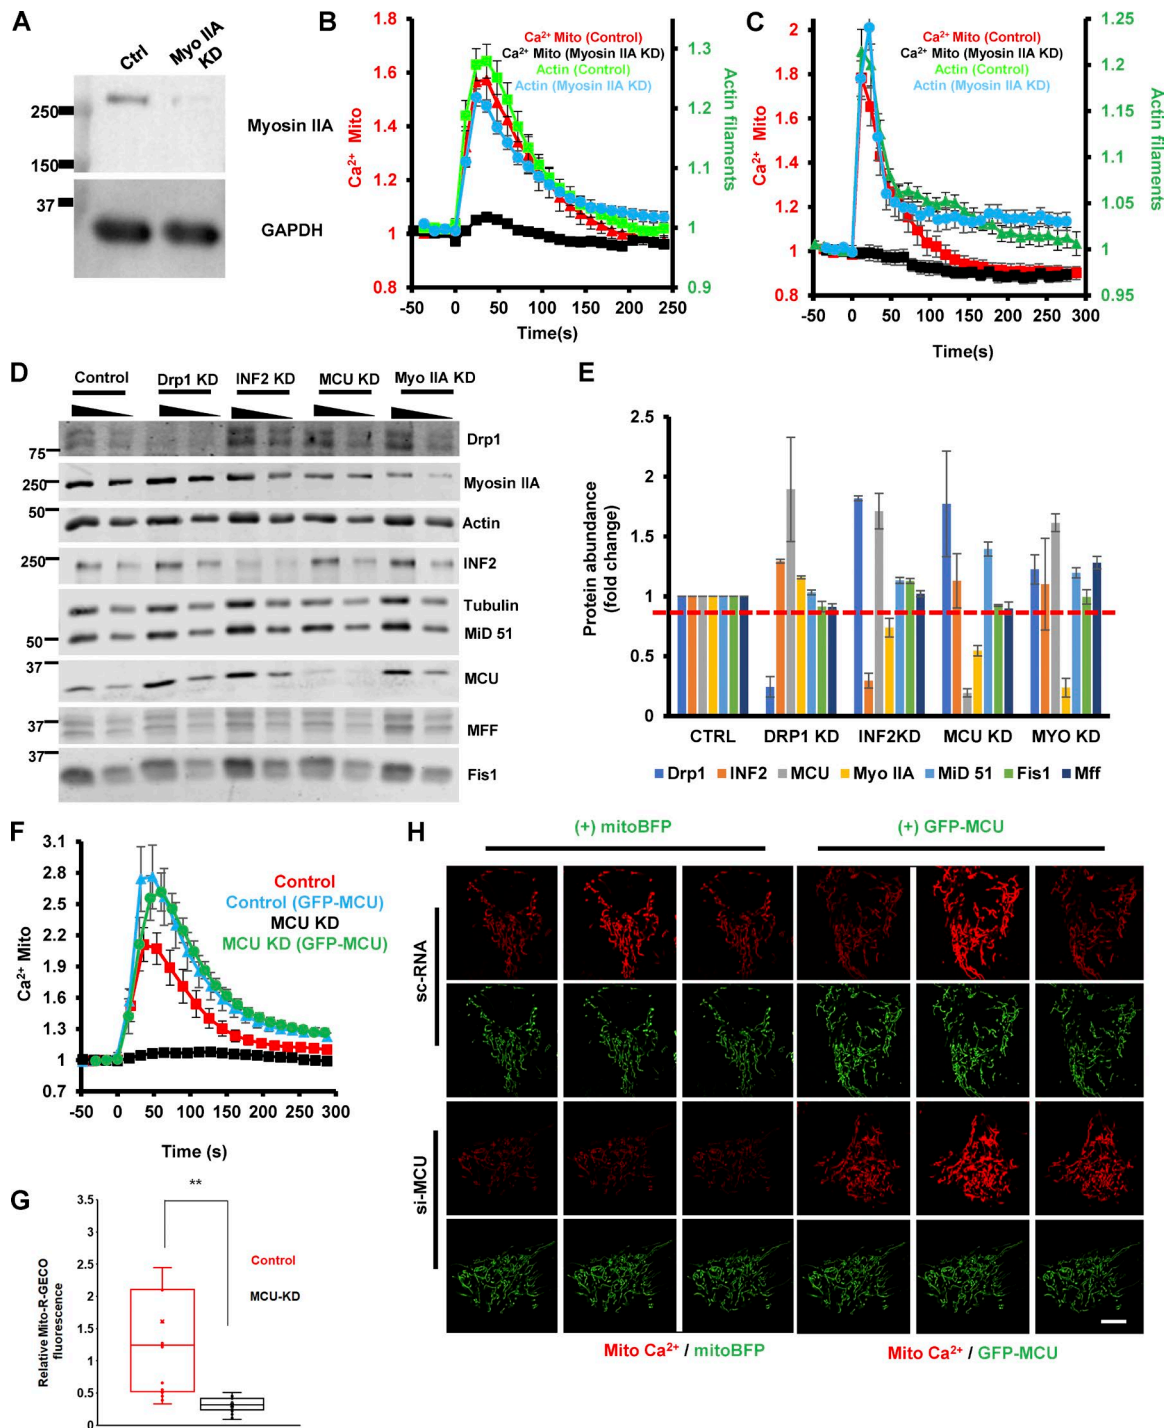 A
Ctrl
Myo IIA
KD
250
150
37
Myosin IIA
GAPDH
B
Ca²⁺ Mito (Control)
Ca²⁺ Mito (Myosin IIA KD)
Actin (Control)
Actin (Myosin IIA KD)
1.8
1.6
1.4
1.2
1
0.8
Ca²⁺ Mito
1.3
1.2
1.1
1
0.9
Actin filaments
-50 0 50 100 150 200 250
Time(s)
C
Ca²⁺ Mito (Control)
Ca²⁺ Mito (Myosin IIA KD)
Actin (Control)
Actin (Myosin IIA KD)
2
1.8
1.6
1.4
1.2
1
0.8
Ca²⁺ Mito
1.25
1.2
1.15
1.1
1.05
1
0.95
Actin filaments
-50 0 50 100 150 200 250 300
Time(s)
D
Control Drp1 KD INF2 KD MCU KD Myo IIA KD
75
Drp1
250
Myosin IIA
50
Actin
250
INF2
Tubulin
50
MiD 51
37
MCU
37
MFF
37
Fis1
E
2.5
2
1.5
1
0.5
0
Protein abundance
(fold change)
CTRL DRP1 KD INF2KD MCU KD MYO KD
Drp1 INF2 MCU Myo IIA MiD 51 Fis1 Mff
F
3.1
2.8
2.5
2.2
1.9
1.6
1.3
1
0.7
Ca²⁺ Mito
Control
Control (GFP-MCU)
MCU KD
MCU KD (GFP-MCU)
-50 0 50 100 150 200 250 300
Time (s)
G
**
3.5
3
2.5
2
1.5
1
0.5
0
Relative Mito-R-GECO
fluorescence
Control
MCU-KD
H
(+) mitoBFP (+) GFP-MCU
sc-RNA
si-MCU
Mito Ca²⁺ / mitoBFP
Mito Ca²⁺ / GFP-MCU